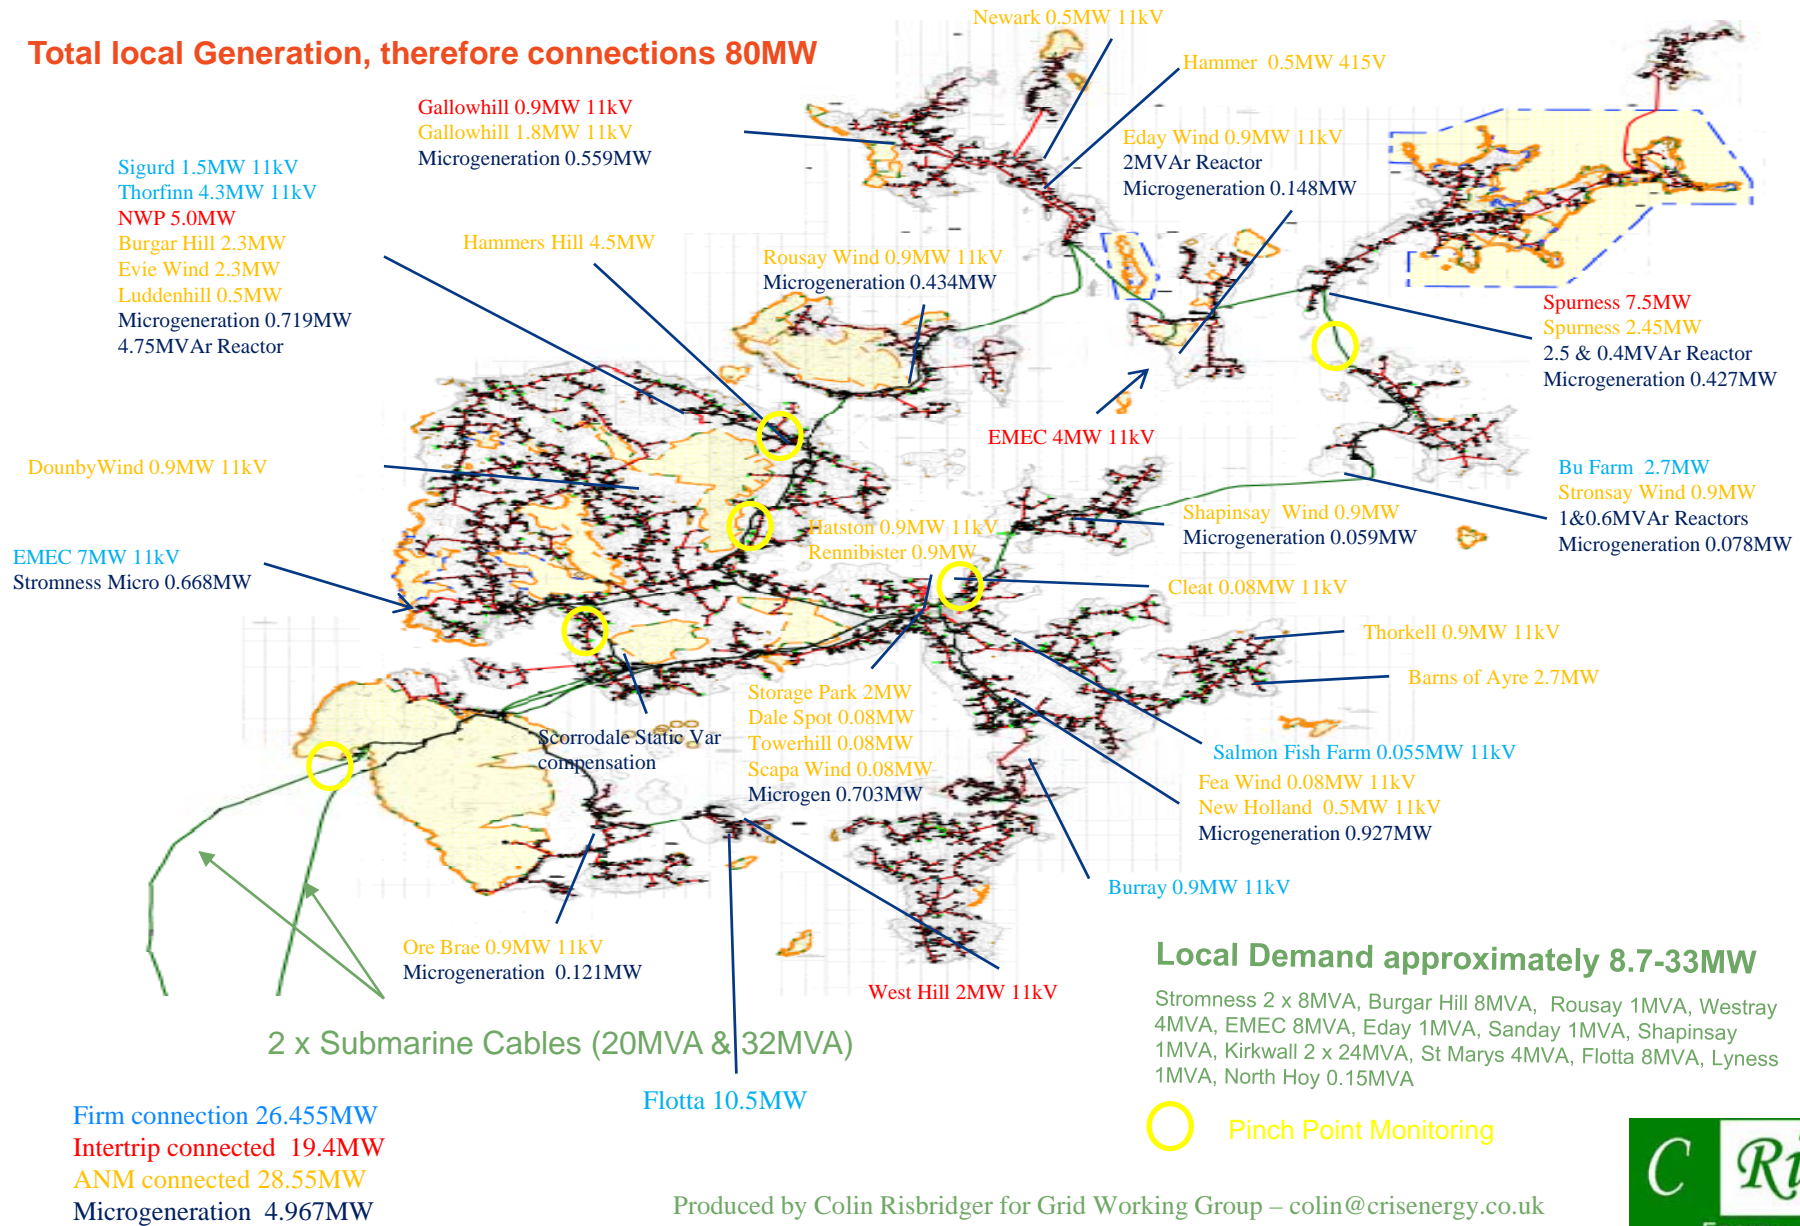 Total local Generation, therefore connections 80MW
Newark 0.5MW 11kV
Hammer 0.5MW 415V
Gallowhill 0.9MW 11kV
Gallowhill 1.8MW 11kV
Microgeneration 0.559MW
Eday Wind 0.9MW 11kV
2MVAr Reactor
Microgeneration 0.148MW
Sigurd 1.5MW 11kV
Thorfinn 4.3MW 11kV
NWP 5.0MW
Burgar Hill 2.3MW
Evie Wind 2.3MW
Luddenhill 0.5MW
Microgeneration 0.719MW
4.75MVAr Reactor
Hammers Hill 4.5MW
Rousay Wind 0.9MW 11kV
Microgeneration 0.434MW
Spurness 7.5MW
Spurness 2.45MW
2.5 & 0.4MVAr Reactor
Microgeneration 0.427MW
EMEC 4MW 11kV
DounbyWind 0.9MW 11kV
Bu Farm 2.7MW
Stronsay Wind 0.9MW
1&0.6MVAr Reactors
Microgeneration 0.078MW
Hatston 0.9MW 11kV
Rennibister 0.9MW
Shapinsay Wind 0.9MW
Microgeneration 0.059MW
EMEC 7MW 11kV
Stromness Micro 0.668MW
Cleat 0.08MW 11kV
Thorkell 0.9MW 11kV
Barns of Ayre 2.7MW
Storage Park 2MW
Dale Spot 0.08MW
Towerhill 0.08MW
Scapa Wind 0.08MW
Microgen 0.703MW
Scorrodale Static Var
compensation
Salmon Fish Farm 0.055MW 11kV
Fea Wind 0.08MW 11kV
New Holland 0.5MW 11kV
Microgeneration 0.927MW
Burray 0.9MW 11kV
Ore Brae 0.9MW 11kV
Microgeneration 0.121MW
West Hill 2MW 11kV
Local Demand approximately 8.7-33MW
Stromness 2 x 8MVA, Burgar Hill 8MVA, Rousay 1MVA, Westray
4MVA, EMEC 8MVA, Eday 1MVA, Sanday 1MVA, Shapinsay
1MVA, Kirkwall 2 x 24MVA, St Marys 4MVA, Flotta 8MVA, Lyness
1MVA, North Hoy 0.15MVA
2 x Submarine Cables (20MVA & 32MVA)
Flotta 10.5MW
Pinch Point Monitoring
Firm connection 26.455MW
Intertrip connected 19.4MW
ANM connected 28.55MW
Microgeneration 4.967MW
Produced by Colin Risbridger for Grid Working Group – colin@crisenergy.co.uk
C Ri